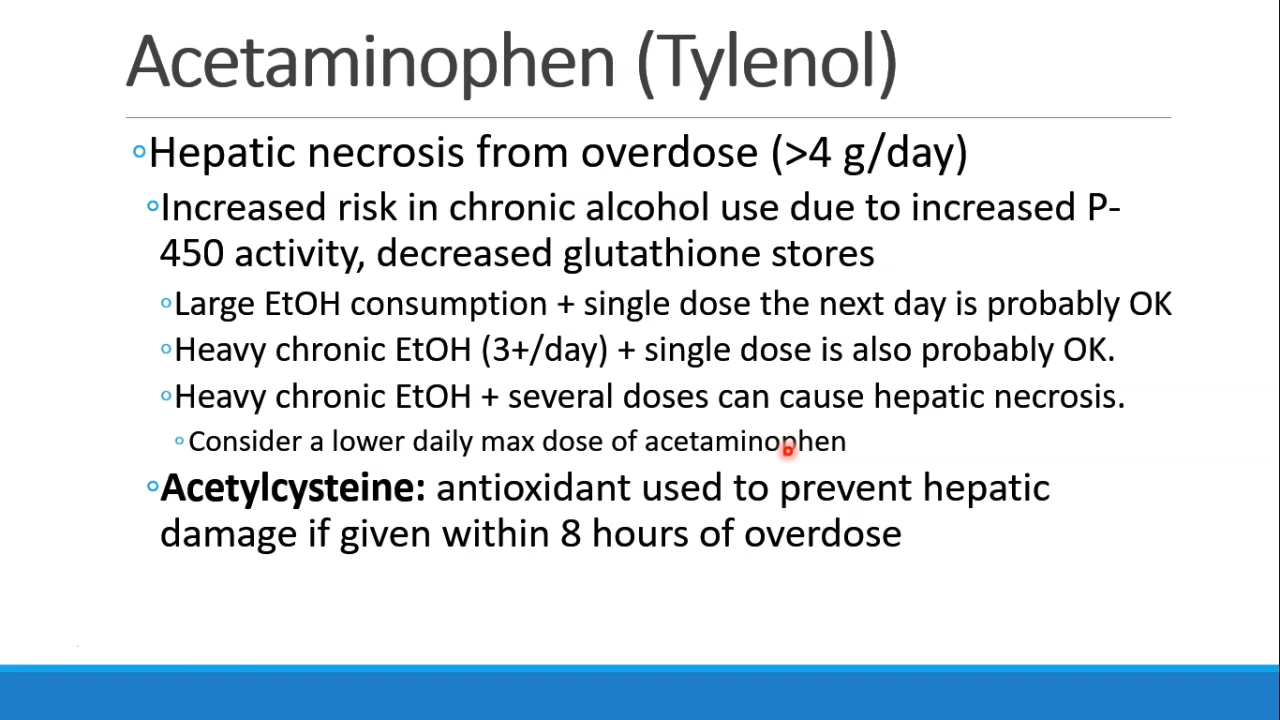 Acetaminophen (Tylenol)
◦Hepatic necrosis from overdose (>4 g/day)
◦Increased risk in chronic alcohol use due to increased P-
450 activity, decreased glutathione stores
◦Large EtOH consumption + single dose the next day is probably OK
◦Heavy chronic EtOH (3+/day) + single dose is also probably OK.
◦Heavy chronic EtOH + several doses can cause hepatic necrosis.
◦Consider a lower daily max dose of acetaminophen
◦Acetylcysteine: antioxidant used to prevent hepatic
damage if given within 8 hours of overdose